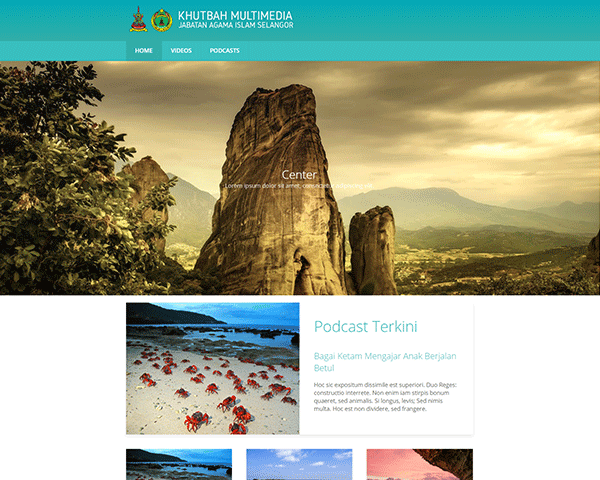 KHUTBAH MULTIMEDIA
JABATAN AGAMA ISLAM SELANGOR
HOME VIDEOS PODCASTS
Center
Lorem ipsum dolor sit amet, consectetur adipiscing elit.
Podcast Terkini
Bagai Ketam Mengajar Anak Berjalan
Betul
Hoc sic expositum dissimile est superiori. Duo Reges:
constructio interrete. Non enim iam stirpis bonum
quaeret, sed animalis. Si longus, levis; Sed nimis
multa. Hoc est non dividere, sed frangere.